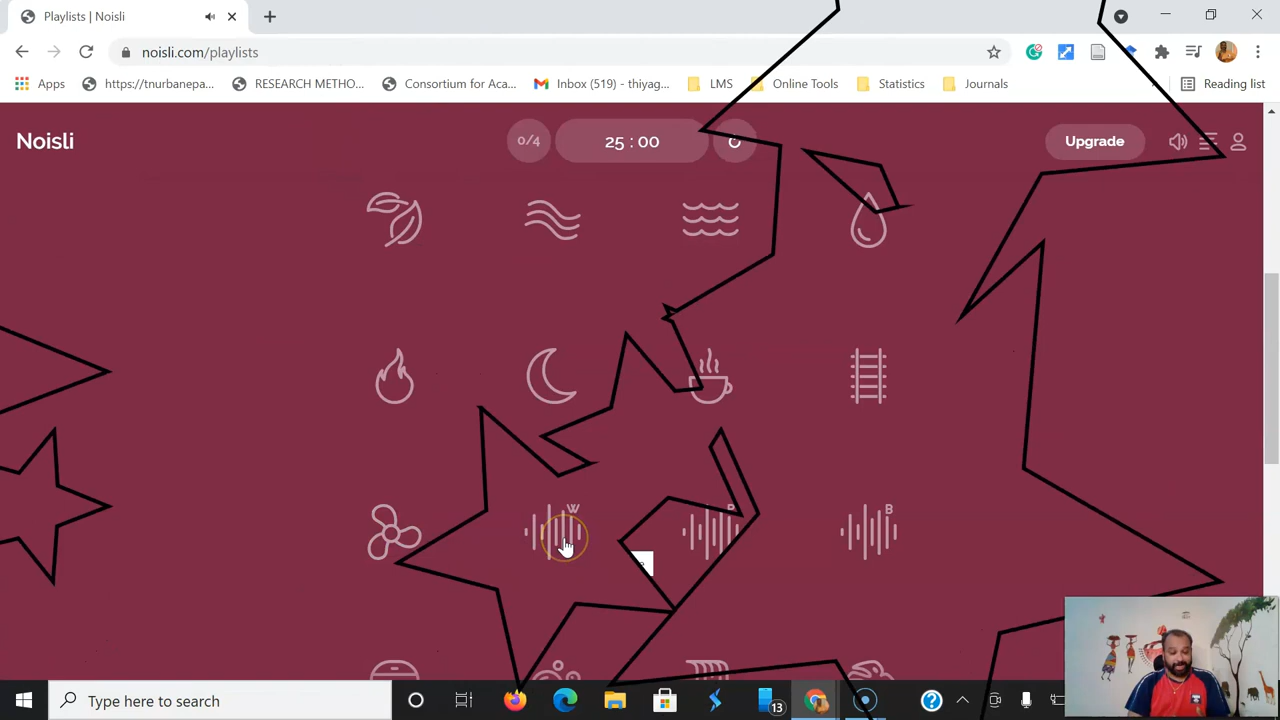 Playlists | Noisli
noisli.com/playlists
Apps
https://tnurbanepa...
RESEARCH METHO...
Consortium for Aca...
Inbox (519) - thiyag...
LMS
Online Tools
Statistics
Journals
Reading list
Noisli
0/4
25 : 00
Upgrade
W
B
Type here to search
13